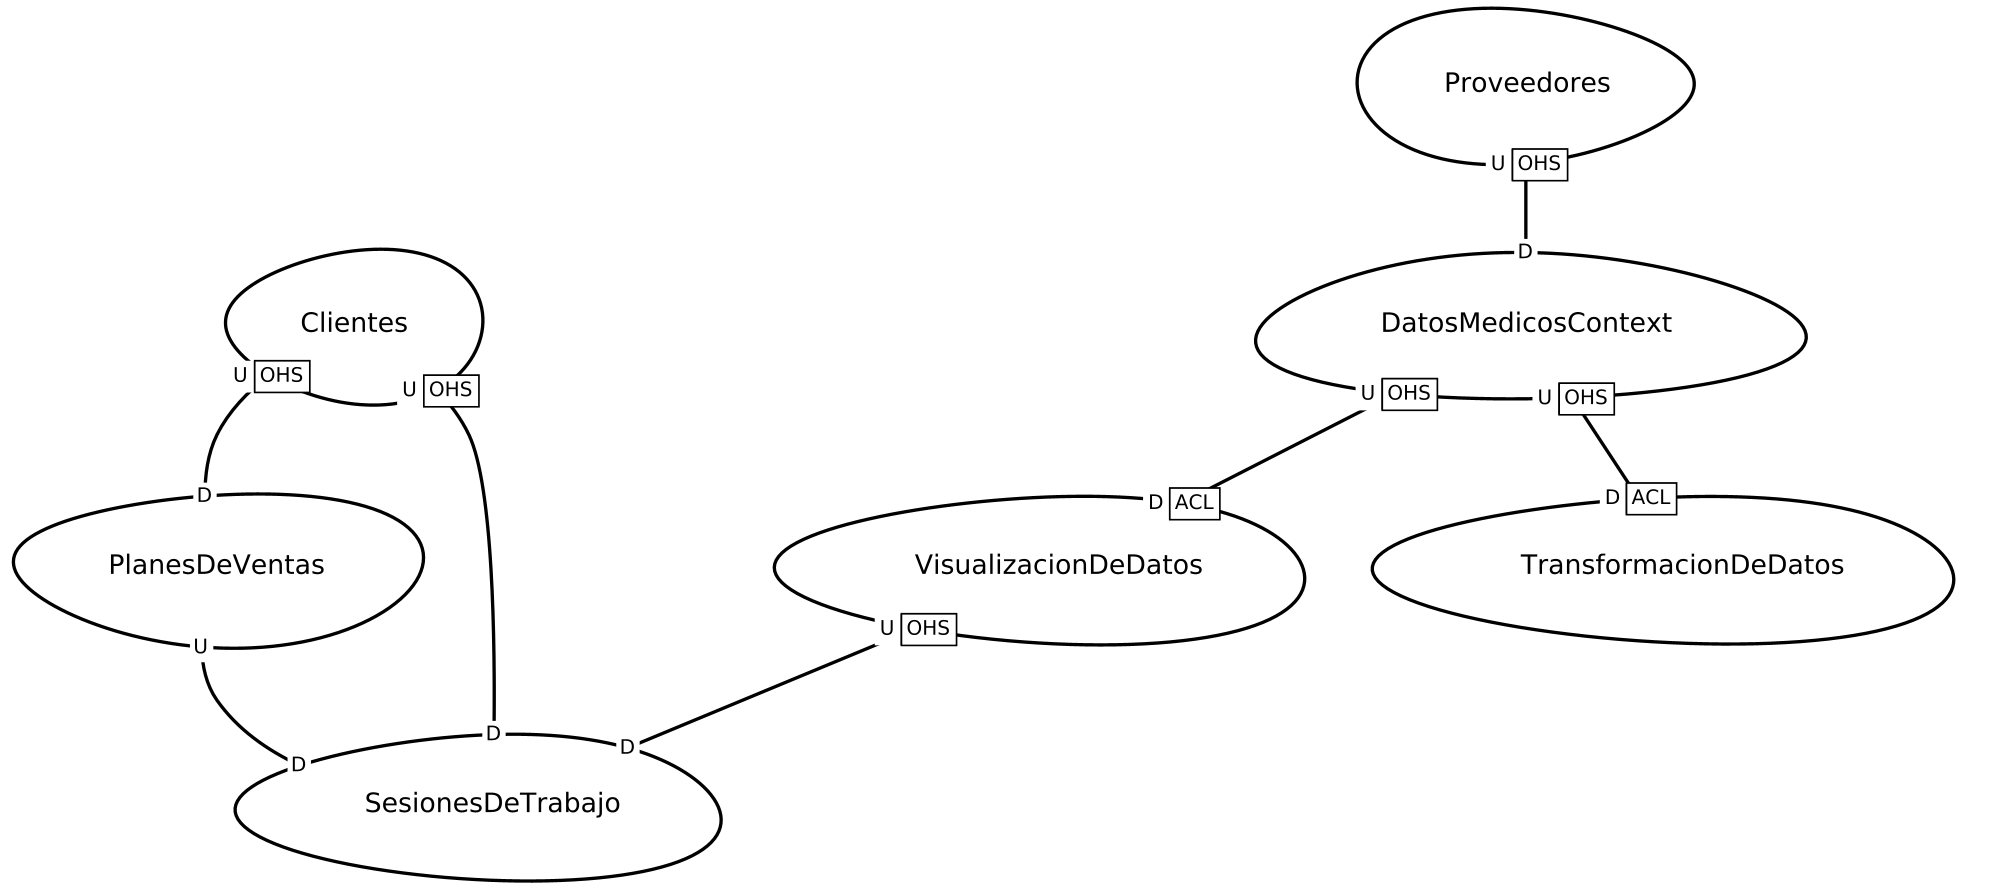 Proveedores
U OHS
D
Clientes
DatosMedicosContext
U OHS
U OHS
U OHS
U OHS
D
D ACL
D ACL
PlanesDeVentas
VisualizacionDeDatos
TransformacionDeDatos
U
U OHS
D
D
D
SesionesDeTrabajo